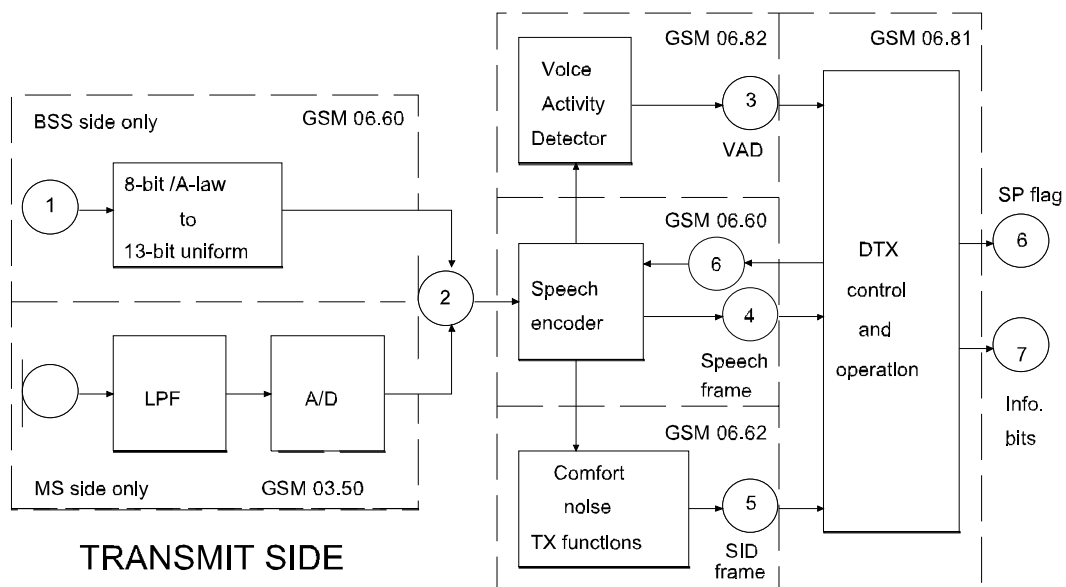 GSM 06.82
GSM 06.81
Volce
Activity
Detector
3
VAD
BSS side only
GSM 06.60
1
8-bit /A-law
to
13-bit uniform
2
GSM 06.60
Speech
encoder
6
4
Speech
frame
DTX
control
and
operation
SP flag
6
7
Info.
bits
LPF
A/D
MS side only
GSM 03.50
GSM 06.62
Comfort
noise
TX functions
5
SID
frame
TRANSMIT SIDE